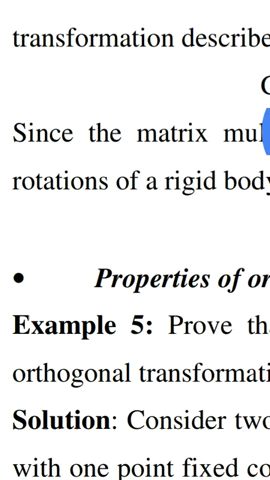 transformation describe
Since the matrix mul
rotations of a rigid body
• Properties of or
Example 5: Prove tha
orthogonal transformati
Solution: Consider two
with one point fixed co